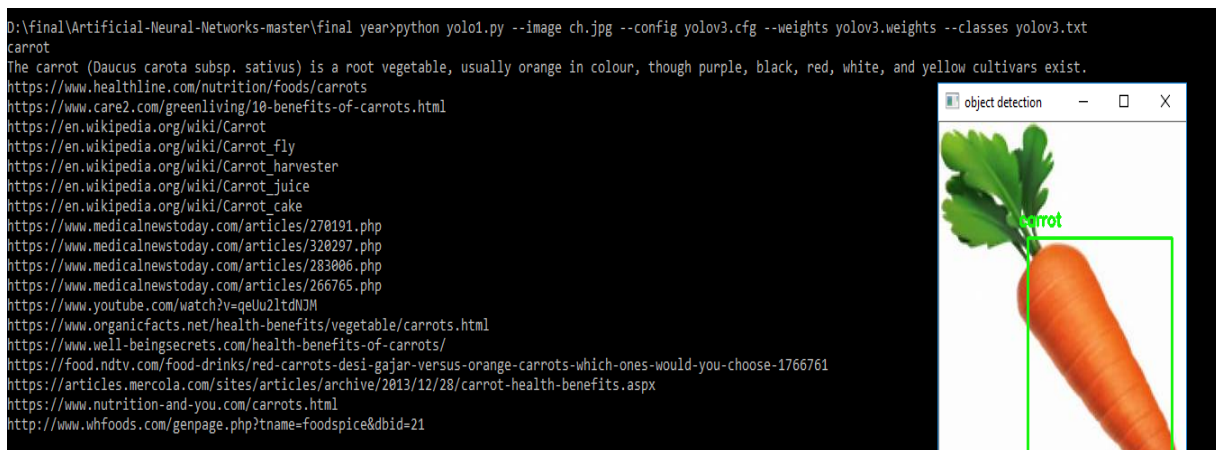 D:\final\Artificial-Neural-Networks-master\final year>python yolo1.py --image ch.jpg --config yolov3.cfg --weights yolov3.weights --classes yolov3.txt
carrot
The carrot (Daucus carota subsp. sativus) is a root vegetable, usually orange in colour, though purple, black, red, white, and yellow cultivars exist.
https://www.healthline.com/nutrition/foods/carrots
https://www.care2.com/greenliving/10-benefits-of-carrots.html
https://en.wikipedia.org/wiki/Carrot
https://en.wikipedia.org/wiki/Carrot_fly
https://en.wikipedia.org/wiki/Carrot_harvester
https://en.wikipedia.org/wiki/Carrot_juice
https://en.wikipedia.org/wiki/Carrot_cake
https://www.medicalnewstoday.com/articles/270191.php
https://www.medicalnewstoday.com/articles/320297.php
https://www.medicalnewstoday.com/articles/283006.php
https://www.medicalnewstoday.com/articles/266765.php
https://www.youtube.com/watch?v=qeUu2ltdNJM
https://www.organicfacts.net/health-benefits/vegetable/carrots.html
https://www.well-beingsecrets.com/health-benefits-of-carrots/
https://food.ndtv.com/food-drinks/red-carrots-desi-gajar-versus-orange-carrots-which-ones-would-you-choose-1766761
https://articles.mercola.com/sites/articles/archive/2013/12/28/carrot-health-benefits.aspx
https://www.nutrition-and-you.com/carrots.html
http://www.whfoods.com/genpage.php?tname=foodspice&dbid=21
object detection
carrot